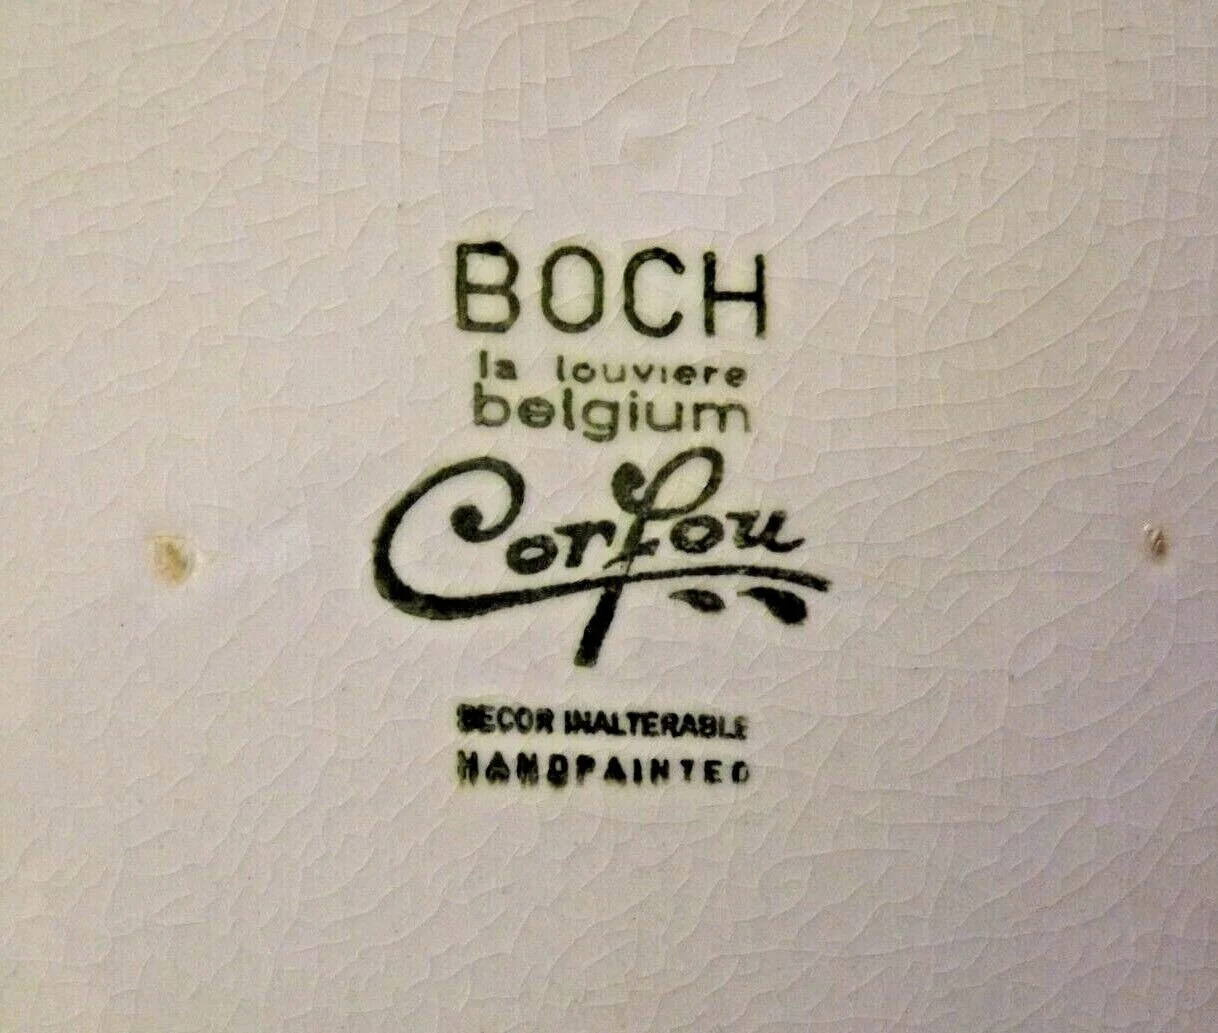 BOCH
la louviere
belgium
Corfou
DECOR INALTERABLE
HANDPAINTED